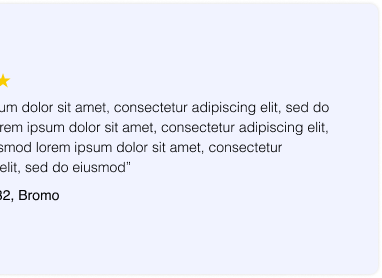 um dolor sit amet, consectetur adipiscing elit, sed do
rem ipsum dolor sit amet, consectetur adipiscing elit,
smod lorem ipsum dolor sit amet, consectetur
elit, sed do eiusmod”
32, Bromo